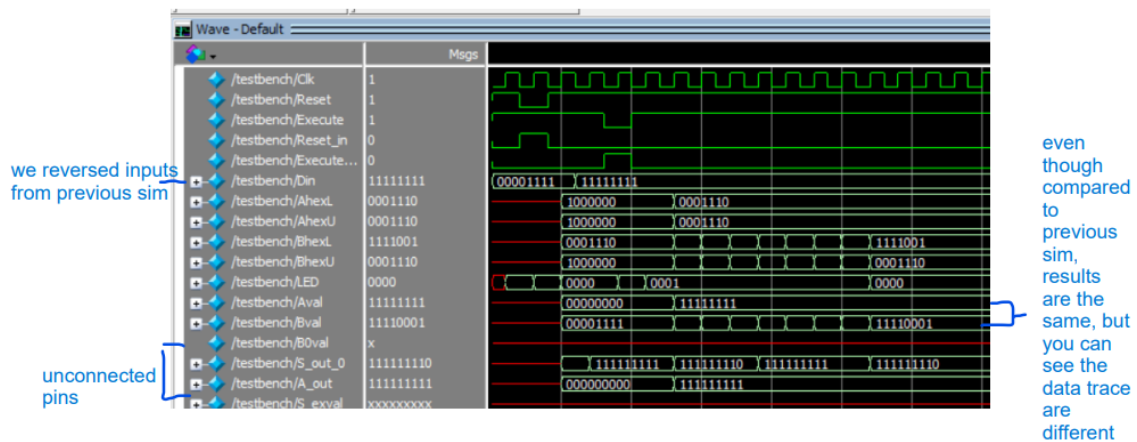 Wave - Default
Msgs
/testbench/Clk 1
/testbench/Reset 1
/testbench/Execute 1
/testbench/Reset_in 0
/testbench/Execute... 0
/testbench/Din 11111111 00001111 11111111
/testbench/AhexL 0001110 1000000 0001110
/testbench/AhexU 0001110 1000000 0001110
/testbench/BhexL 1111001 0001110 1111001
/testbench/BhexU 0001110 1000000 0001110
/testbench/LED 0000 0000 0001 0000
/testbench/Aval 11111111 00000000 11111111
/testbench/Bval 11110001 00001111 11110001
/testbench/B0val x
/testbench/S_out_0 111111110 111111111 111111110 111111111 111111110
/testbench/A_out 111111111 000000000 111111111
/testbench/S_exval xxxxxxxxx
we reversed inputs
from previous sim
unconnected
pins
even
though
compared
to
previous
sim,
results
are the
same, but
you can
see the
data trace
are
different